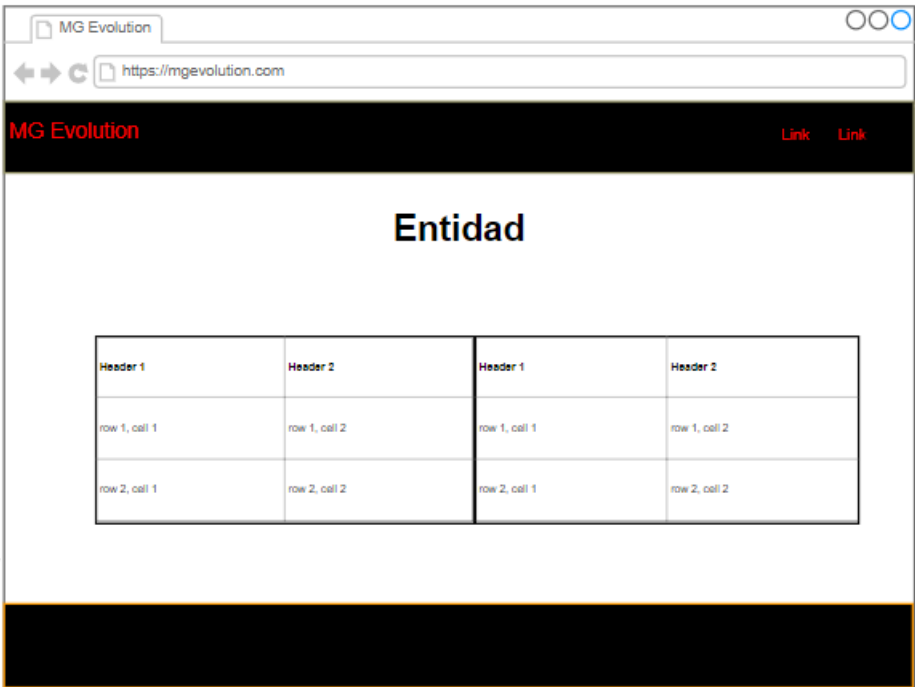 MG Evolution
https://mgevolution.com
MG Evolution Link Link
Entidad
Header 1 Header 2 Header 1 Header 2
row 1, cell 1 row 1, cell 2 row 1, cell 1 row 1, cell 2
row 2, cell 1 row 2, cell 2 row 2, cell 1 row 2, cell 2